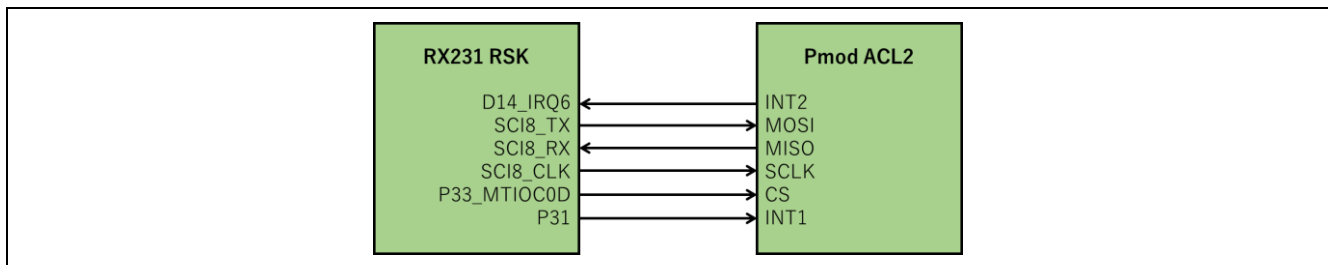 RX231 RSK
D14_IRQ6
SCI8_TX
SCI8_RX
SCI8_CLK
P33_MTIOC0D
P31
Pmod ACL2
INT2
MOSI
MISO
SCLK
CS
INT1